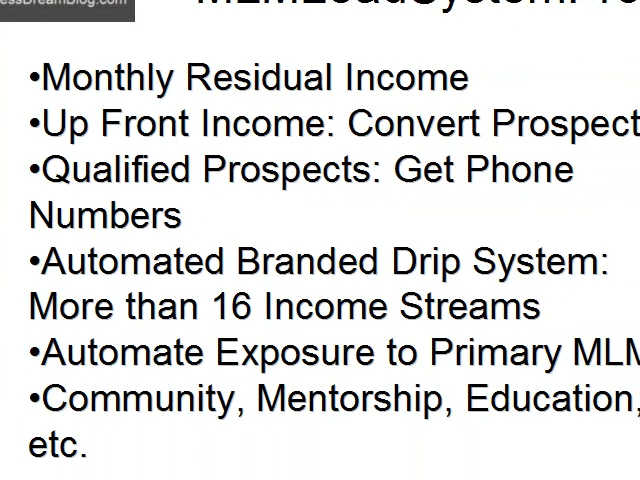 •Monthly Residual Income
•Up Front Income: Convert Prospect
•Qualified Prospects: Get Phone
Numbers
•Automated Branded Drip System:
More than 16 Income Streams
•Automate Exposure to Primary MLM
•Community, Mentorship, Education,
etc.